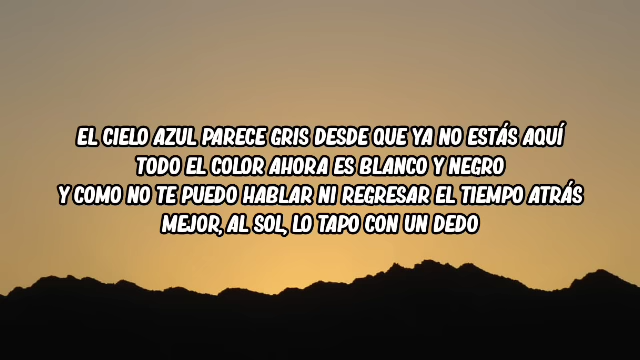 EL CIELO AZUL PARECE GRIS DESDE QUE YA NO ESTÁS AQUÍ
TODO EL COLOR AHORA ES BLANCO Y NEGRO
Y COMO NO TE PUEDO HABLAR NI REGRESAR EL TIEMPO ATRÁS
MEJOR, AL SOL, LO TAPO CON UN DEDO